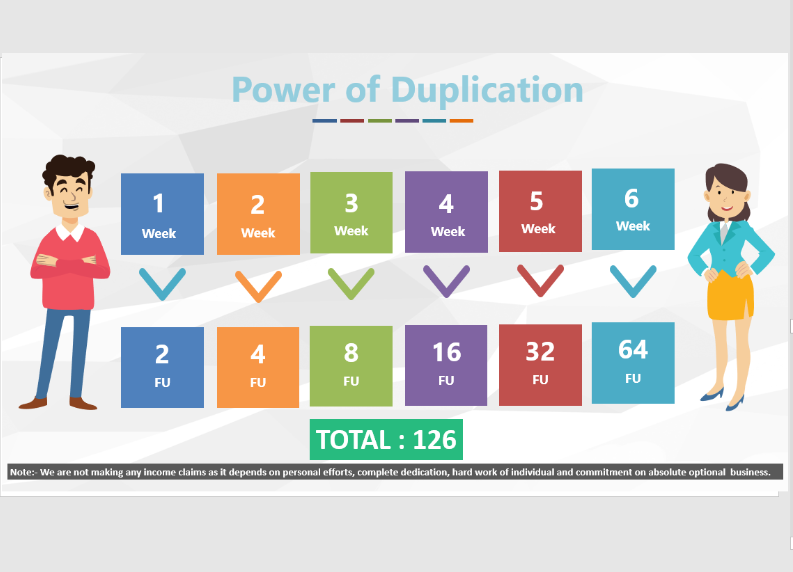 Power of Duplication
1 2 3 4 5 6
Week Week Week Week Week Week
2 4 8 16 32 64
FU FU FU FU FU FU
TOTAL : 126
Note:- We are not making any income claims as it depends on personal efforts, complete dedication, hard work of individual and commitment on absolute optional business.